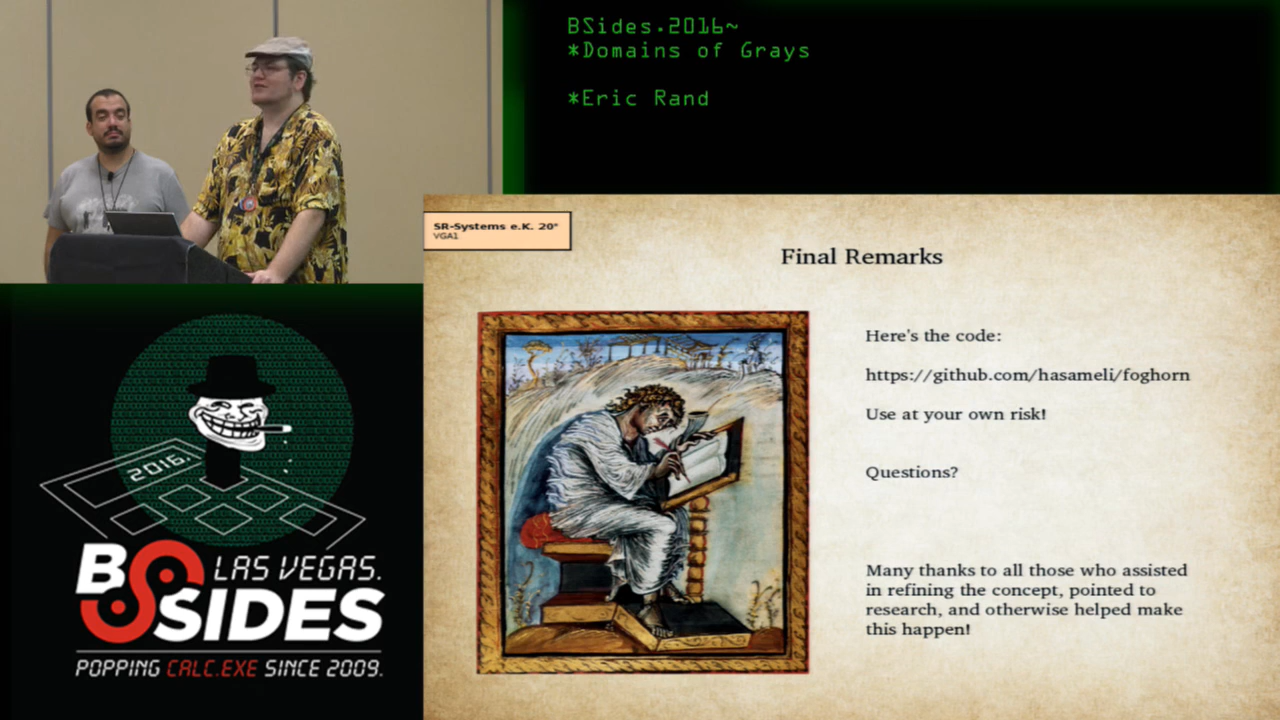 BSides.2016~
*Domains of Grays
*Eric Rand
SR-Systems e.K. 20°
VGA1
Final Remarks
Here's the code:
https://github.com/hasameli/foghorn
Use at your own risk!
Questions?
Many thanks to all those who assisted
in refining the concept, pointed to
research, and otherwise helped make
this happen!
2016.
BSIDES
LAS VEGAS.
POPPING CALC.EXE SINCE 2009.